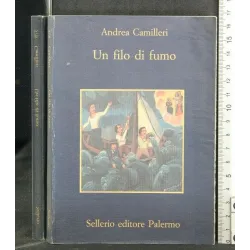 Andrea Camilleri
Un filo di fumo
Sellerio editore Palermo